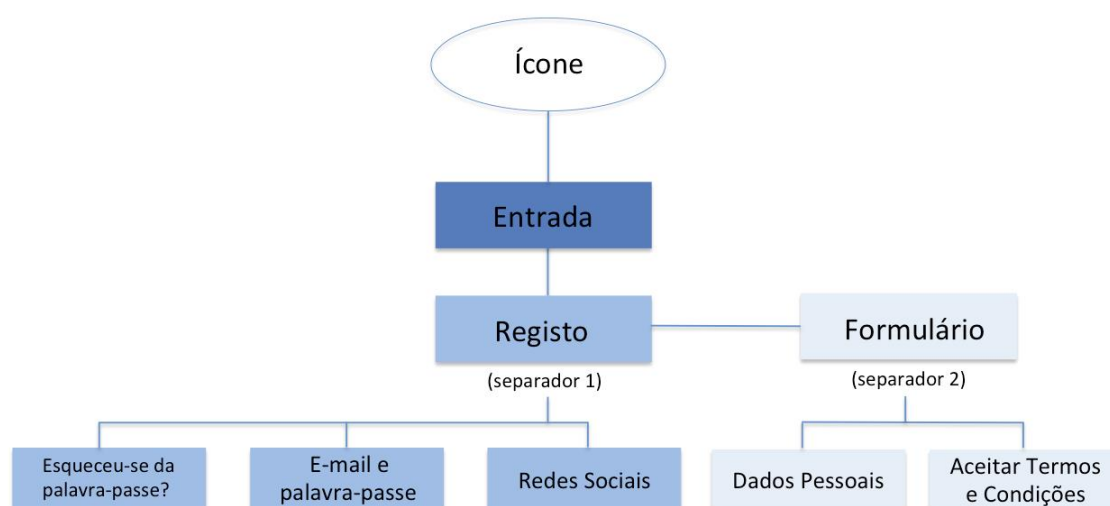 Ícone
Entrada
Registo
Formulário
(separador 1)
(separador 2)
Esqueceu-se da
palavra-passe?
E-mail e
palavra-passe
Redes Sociais
Dados Pessoais
Aceitar Termos
e Condições